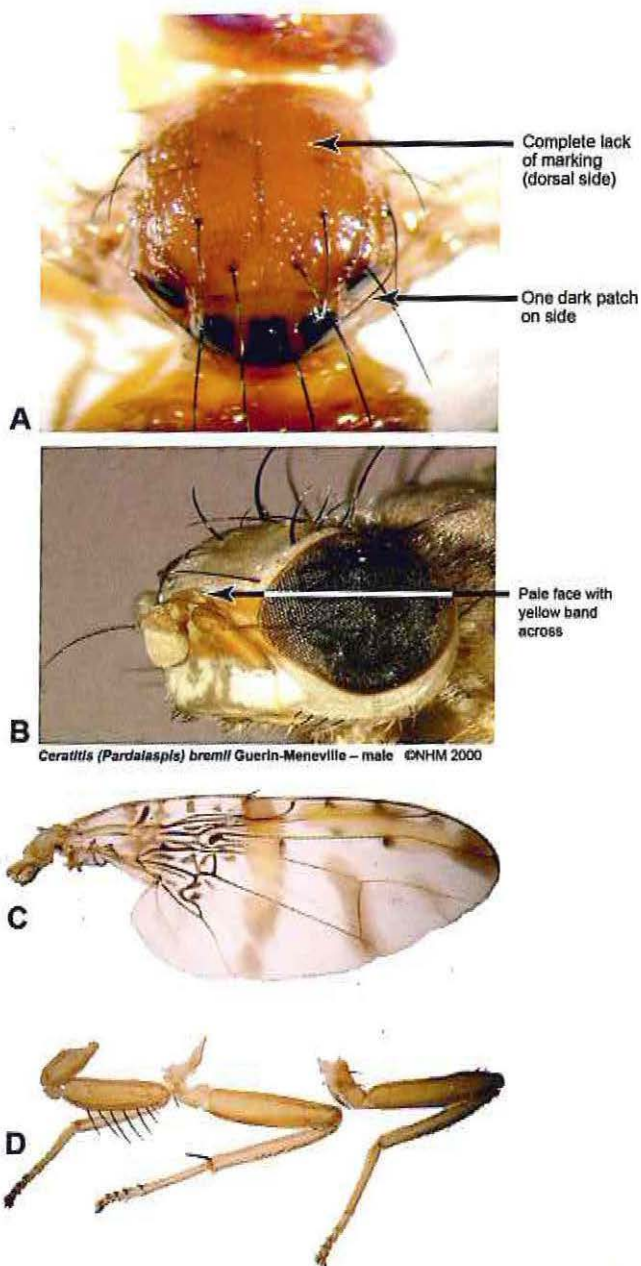 Complete lack
of marking
(dorsal side)
One dark patch
on side
A
Pale face with
yellow band
across
B
Ceratitis (Pardalaspis) bremii Guerin-Meneville – male ©NHM 2000
C
D